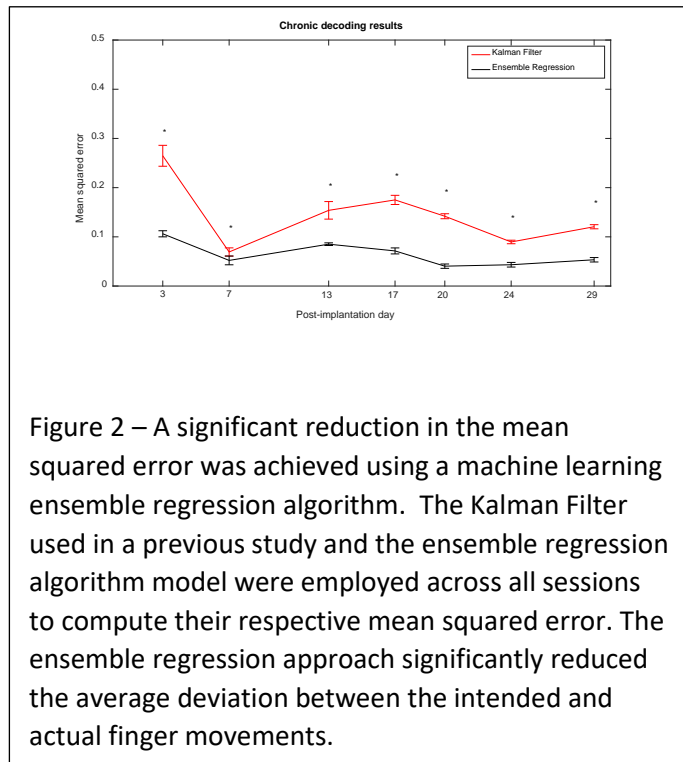 Chronic decoding results
0.5
Kalman Filter
Ensemble Regression
0.4
0.3
*
*
*
*
*
*
*
0.2
0.1
0
Mean squared error
3 7 13 17 20 24 29
Post-implantation day
Figure 2 – A significant reduction in the mean
squared error was achieved using a machine learning
ensemble regression algorithm.  The Kalman Filter
used in a previous study and the ensemble regression
algorithm model were employed across all sessions
to compute their respective mean squared error. The
ensemble regression approach significantly reduced
the average deviation between the intended and
actual finger movements.